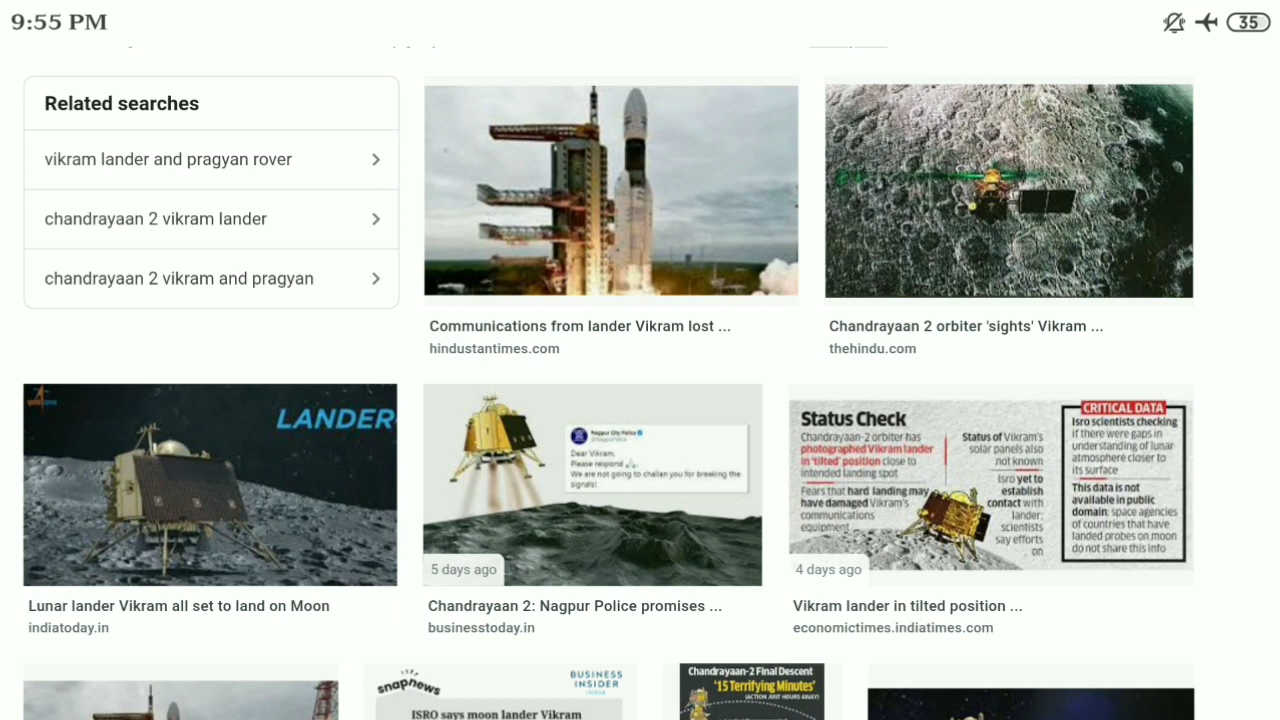 9:55 PM
35
Related searches
vikram lander and pragyan rover
chandrayaan 2 vikram lander
chandrayaan 2 vikram and pragyan
Communications from lander Vikram lost ...
hindustantimes.com
Chandrayaan 2 orbiter 'sights' Vikram ...
thehindu.com
LANDER
Lunar lander Vikram all set to land on Moon
indiatoday.in
Nagpur City Police
Dear Vikram,
Please respond 🙏🏻.
We are not going to challan you for breaking the
signals!
5 days ago
Chandrayaan 2: Nagpur Police promises ...
businesstoday.in
Status Check
Chandrayaan-2 orbiter has
photographed Vikram lander
in 'tilted' position close to
intended landing spot
Fears that hard landing may
have damaged Vikram's
communications
equipment
Status of Vikram's
solar panels also
not known
Isro yet to
establish
contact with
lander;
scientists
say efforts
on
CRITICAL DATA
Isro scientists checking
if there were gaps in
understanding of lunar
atmosphere closer to
its surface
This data is not
available in public
domain; space agencies
of countries that have
landed probes on moon
do not share this info
4 days ago
Vikram lander in tilted position ...
economictimes.indiatimes.com
snapnews
BUSINESS
INSIDER
INDIA
ISRO says moon lander Vikram
Chandrayaan-2 Final Descent
'15 Terrifying Minutes'
(ACTION JUST HOURS AWAY)